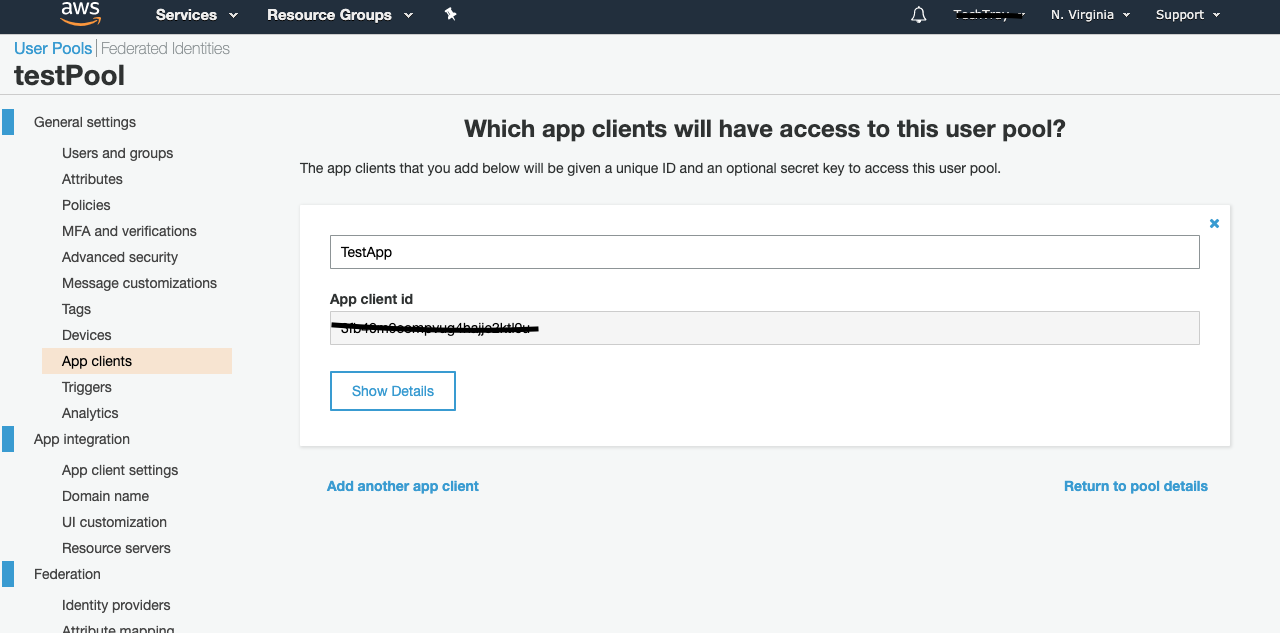 aws
Services
Resource Groups
N. Virginia
Support
User Pools
Federated Identities
testPool
General settings
Users and groups
Attributes
Policies
MFA and verifications
Advanced security
Message customizations
Tags
Devices
App clients
Triggers
Analytics
App integration
App client settings
Domain name
UI customization
Resource servers
Federation
Identity providers
Attribute mapping
Which app clients will have access to this user pool?
The app clients that you add below will be given a unique ID and an optional secret key to access this user pool.
TestApp
App client id
Show Details
Add another app client
Return to pool details